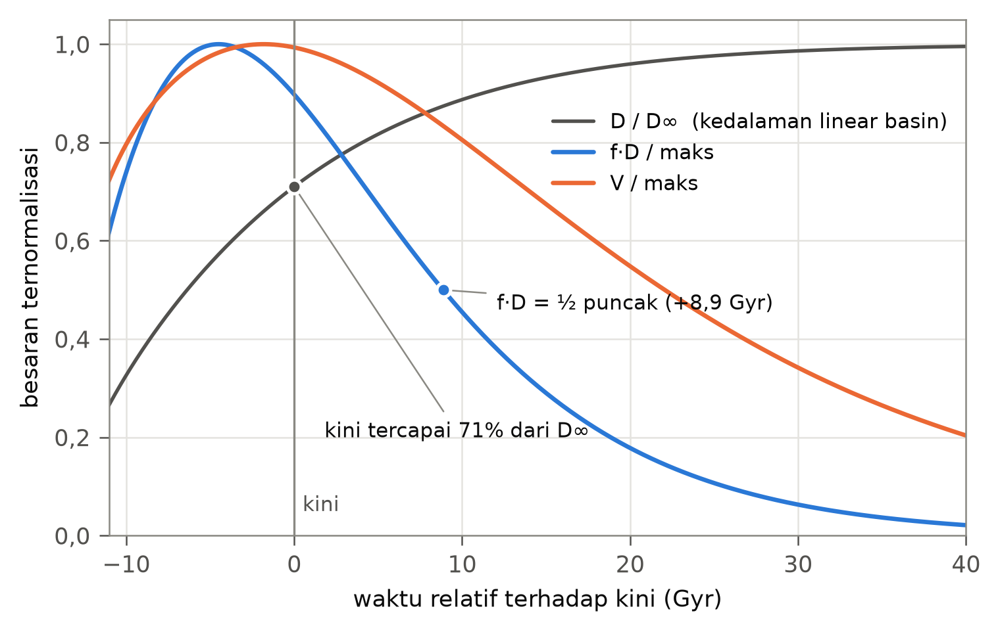 1,0
0,8
0,6
0,4
0,2
0,0
besaran ternormalisasi
D / D∞  (kedalaman linear basin)
f·D / maks
V / maks
f·D = ½ puncak (+8,9 Gyr)
kini tercapai 71% dari D∞
kini
−10 0 10 20 30 40
waktu relatif terhadap kini (Gyr)